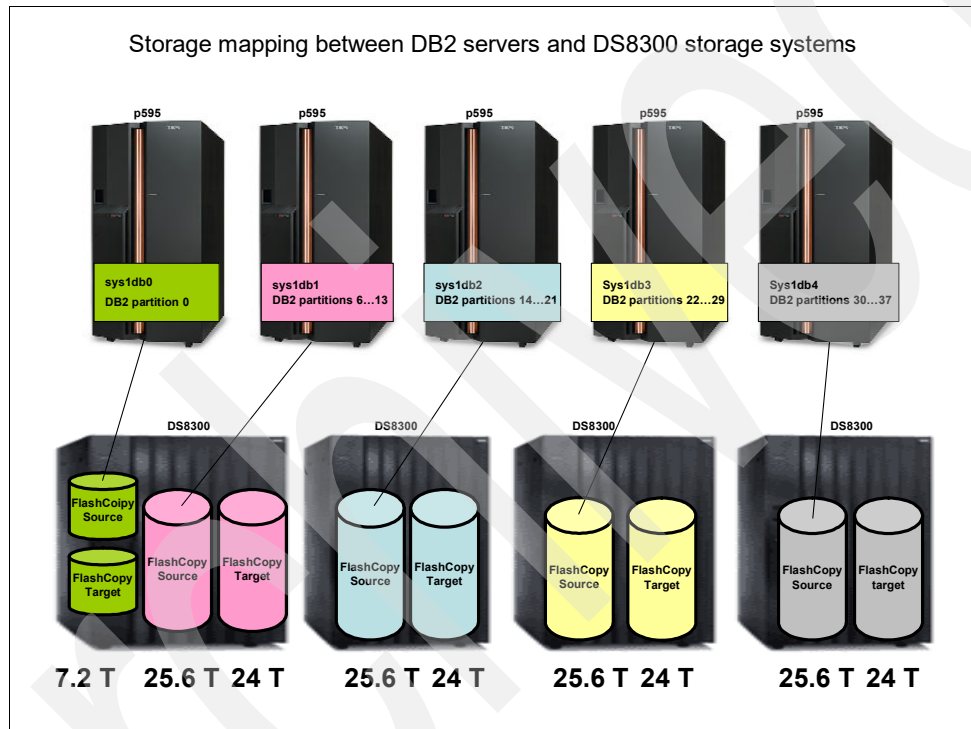 Storage mapping between DB2 servers and DS8300 storage systems
p595
p595
p595
p595
p595
sys1db0
DB2 partition 0
sys1db1
DB2 partitions 6…13
sys1db2
DB2 partitions 14…21
Sys1db3
DB2 partitions 22…29
Sys1db4
DB2 partitions 30…37
DS8300
DS8300
DS8300
DS8300
FlashCoipy
Source
FlashCopy
Target
FlashCopy
Source
FlashCopy
Target
FlashCopy
Source
FlashCopy
Target
FlashCopy
Source
FlashCopy
Target
FlashCopy
Source
FlashCopy
target
7.2 T 25.6 T 24 T 25.6 T 24 T 25.6 T 24 T 25.6 T 24 T